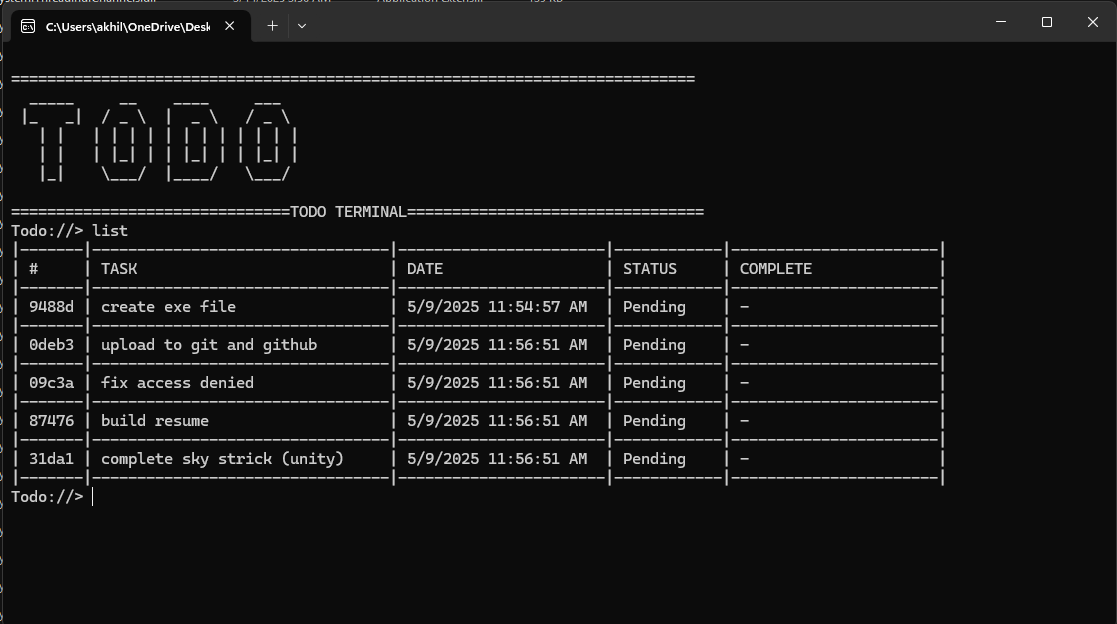 C:\Users\akhil\OneDrive\Desk
============================================================================
 _____     __    ____     ___
|_   _|  / _ \  |  _ \   / _ \
  | |   | | | | | | | | | | | |
  | |   | |_| | | |_| | | |_| |
  |_|    \___/  |____/   \___/
===============================TODO TERMINAL=================================
Todo://> list
|-------|---------------------------------|-----------------------|------------|-----------------------|
| # | TASK | DATE | STATUS | COMPLETE |
|-------|---------------------------------|-----------------------|------------|-----------------------|
| 9488d | create exe file | 5/9/2025 11:54:57 AM | Pending | - |
|-------|---------------------------------|-----------------------|------------|-----------------------|
| 0deb3 | upload to git and github | 5/9/2025 11:56:51 AM | Pending | - |
|-------|---------------------------------|-----------------------|------------|-----------------------|
| 09c3a | fix access denied | 5/9/2025 11:56:51 AM | Pending | - |
|-------|---------------------------------|-----------------------|------------|-----------------------|
| 87476 | build resume | 5/9/2025 11:56:51 AM | Pending | - |
|-------|---------------------------------|-----------------------|------------|-----------------------|
| 31da1 | complete sky strick (unity) | 5/9/2025 11:56:51 AM | Pending | - |
|-------|---------------------------------|-----------------------|------------|-----------------------|
Todo://>